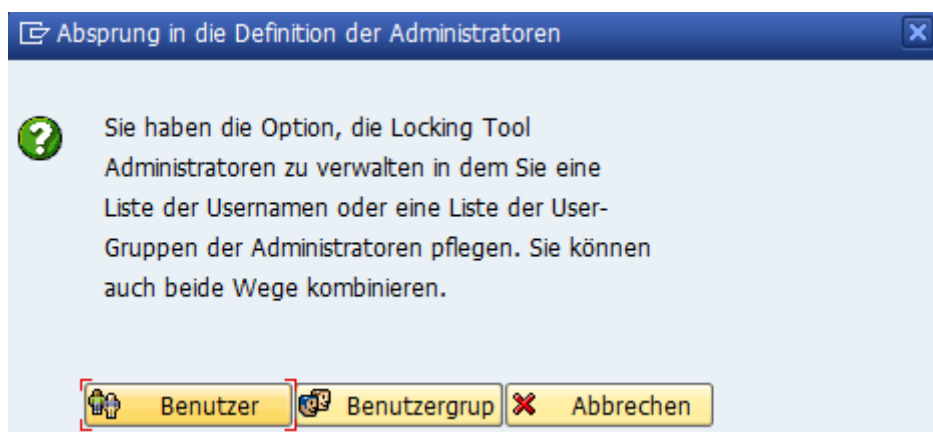 Absprung in die Definition der Administratoren
Sie haben die Option, die Locking Tool
Administratoren zu verwalten in dem Sie eine
Liste der Usernamen oder eine Liste der User-
Gruppen der Administratoren pflegen. Sie können
auch beide Wege kombinieren.
Benutzer Benutzergrup Abbrechen